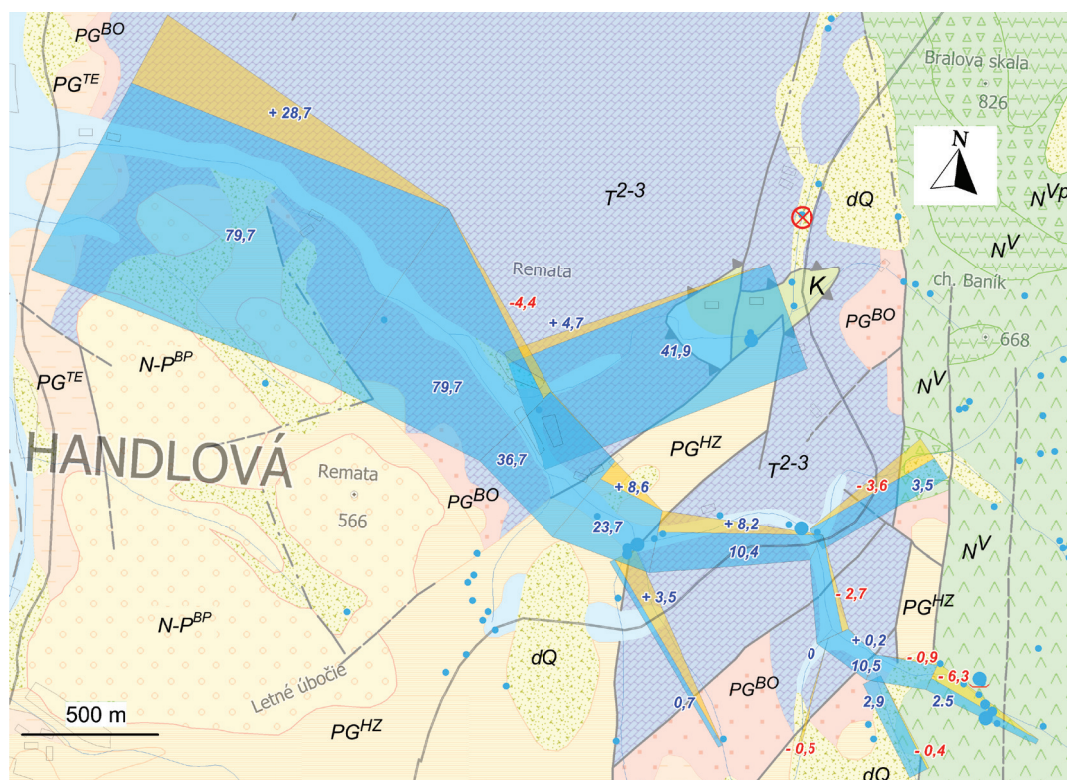 PG^BO
Bralova skala
PG^TE
+ 28,7
826
N
N^Vp
T^2-3
dQ
N^V
79,7
Remata
ch. Baník
K
-4,4
+ 4,7
PG^BO
668
41,9
N-P^BP
N^V
PG^TE
79,7
HANDLOVÁ
PG^HZ
T^2-3
36,7
Remata
PG^BO
- 3,6
3,5
+ 8,6
566
23,7
+ 8,2
N^V
10,4
+ 3,5
- 2,7
PG^HZ
N-P^BP
+ 0,2
0
- 0,9
dQ
10,5
- 6,3
PG^BO
Letné úbočie
0,7
2,9
2.5
500 m
PG^HZ
- 0,5
- 0,4
dQ